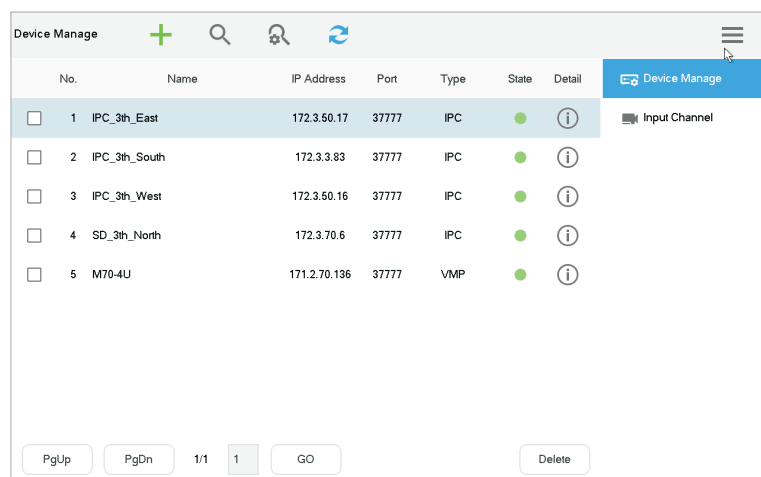 Device Manage
No. Name IP Address Port Type State Detail
Device Manage
Input Channel
1 IPC_3th_East 172.3.50.17 37777 IPC
2 IPC_3th_South 172.3.3.83 37777 IPC
3 IPC_3th_West 172.3.50.16 37777 IPC
4 SD_3th_North 172.3.70.6 37777 IPC
5 M70-4U 171.2.70.136 37777 VMP
PgUp PgDn 1/1 1 GO Delete